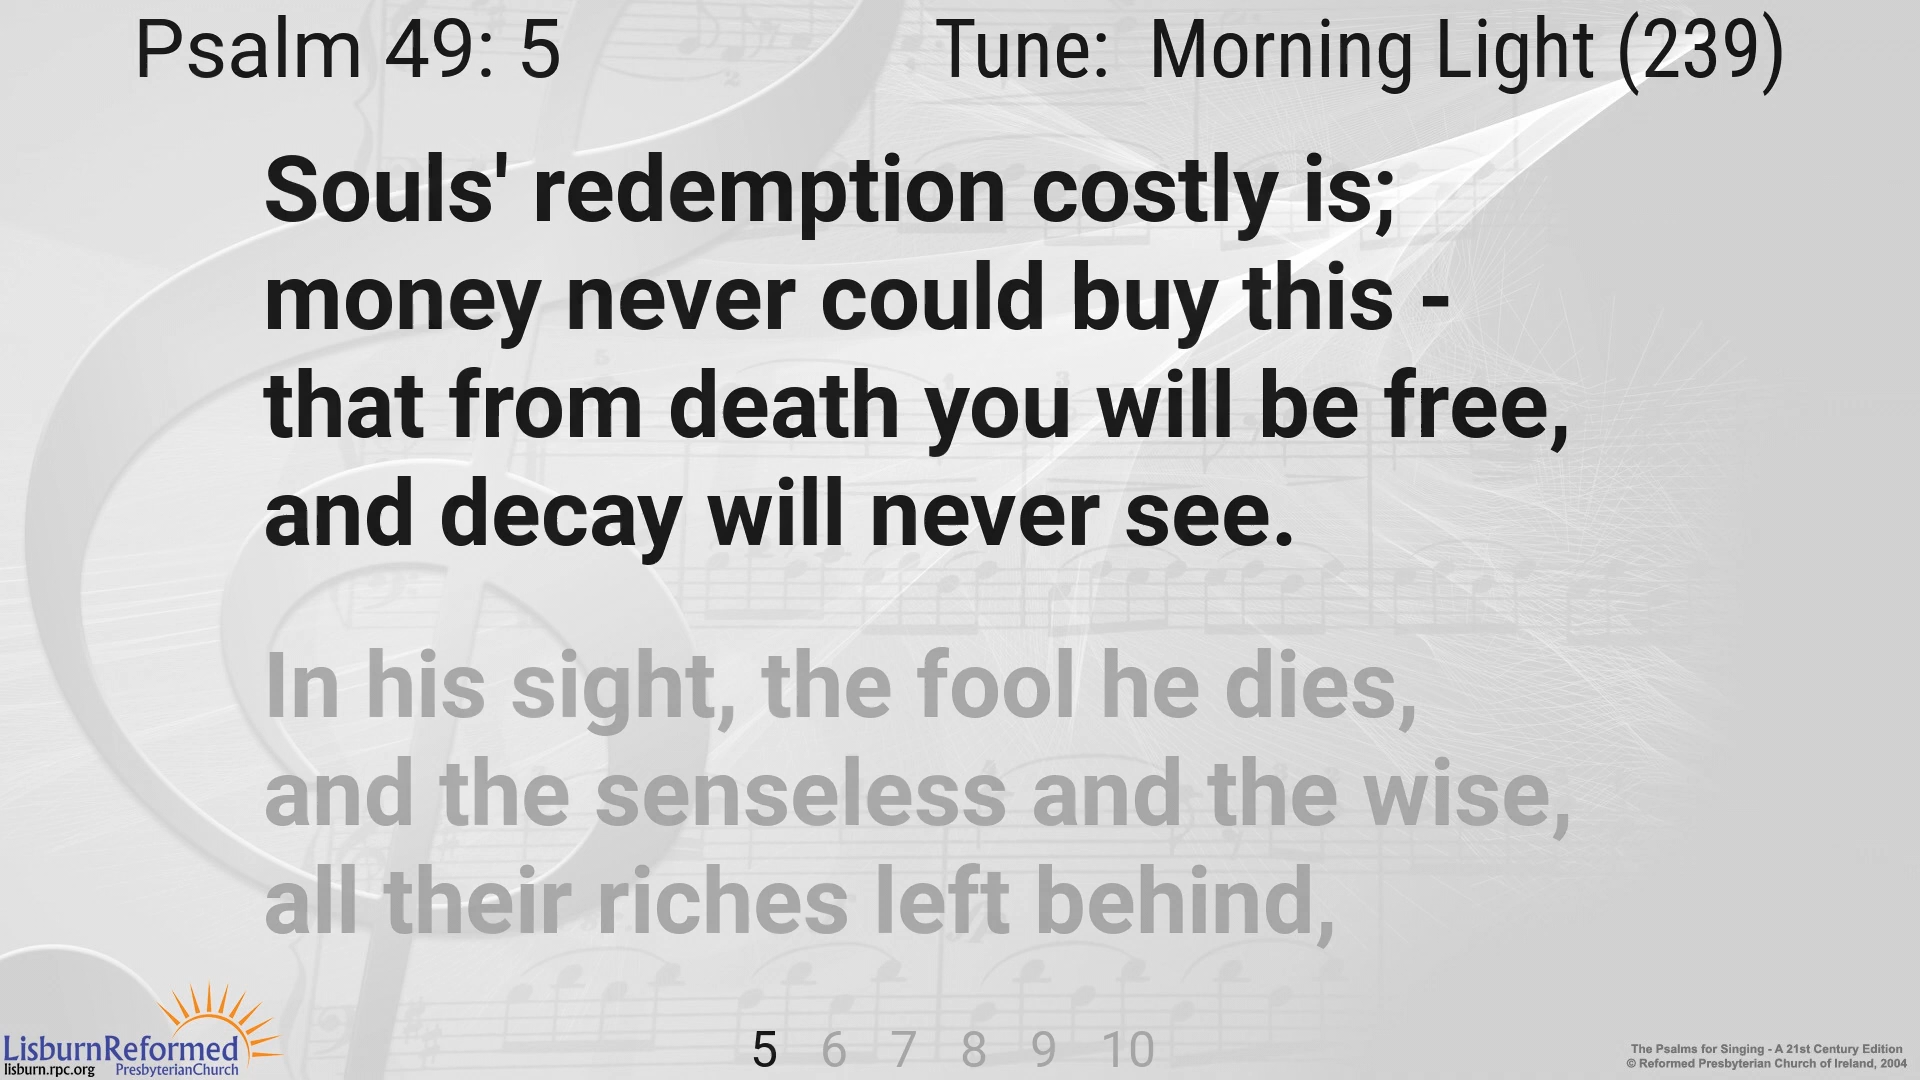 Psalm 49: 5
Tune: Morning Light (239)
Souls' redemption costly is;
money never could buy this -
that from death you will be free,
and decay will never see.
In his sight, the fool he dies,
and the senseless and the wise,
all their riches left behind,
LisburnReformed
lisburn.rpc.org PresbyterianChurch
5 6 7 8 9 10
The Psalms for Singing - A 21st Century Edition
© Reformed Presbyterian Church of Ireland, 2004